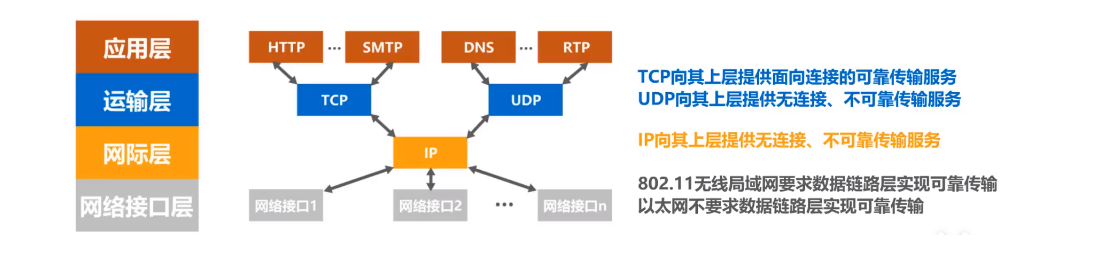 应用层
HTTP ... SMTP DNS ... RTP
运输层
TCP UDP
TCP向其上层提供面向连接的可靠传输服务
UDP向其上层提供无连接、不可靠传输服务
网际层
IP
IP向其上层提供无连接、不可靠传输服务
网络接口层
网络接口1 网络接口2 ... 网络接口n
802.11无线局域网要求数据链路层实现可靠传输
以太网不要求数据链路层实现可靠传输